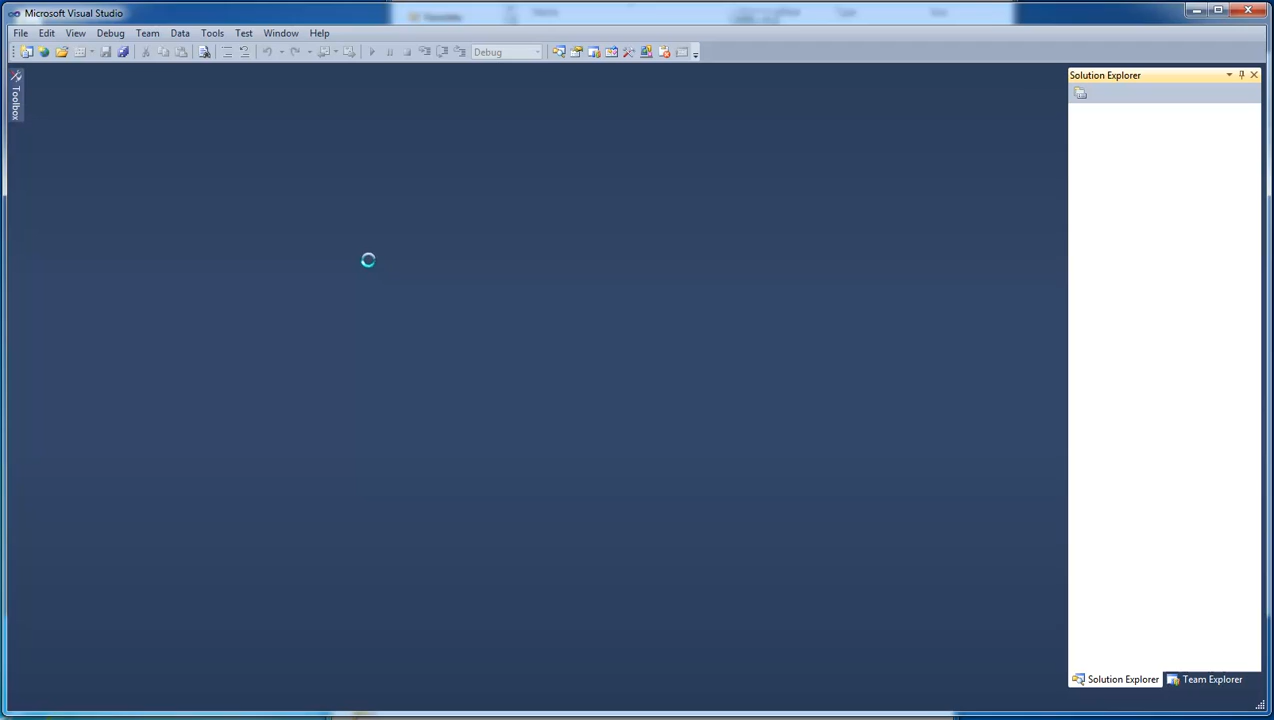 Microsoft Visual Studio
File Edit View Debug Team Data Tools Test Window Help
Debug
Toolbox
Solution Explorer
Solution Explorer Team Explorer